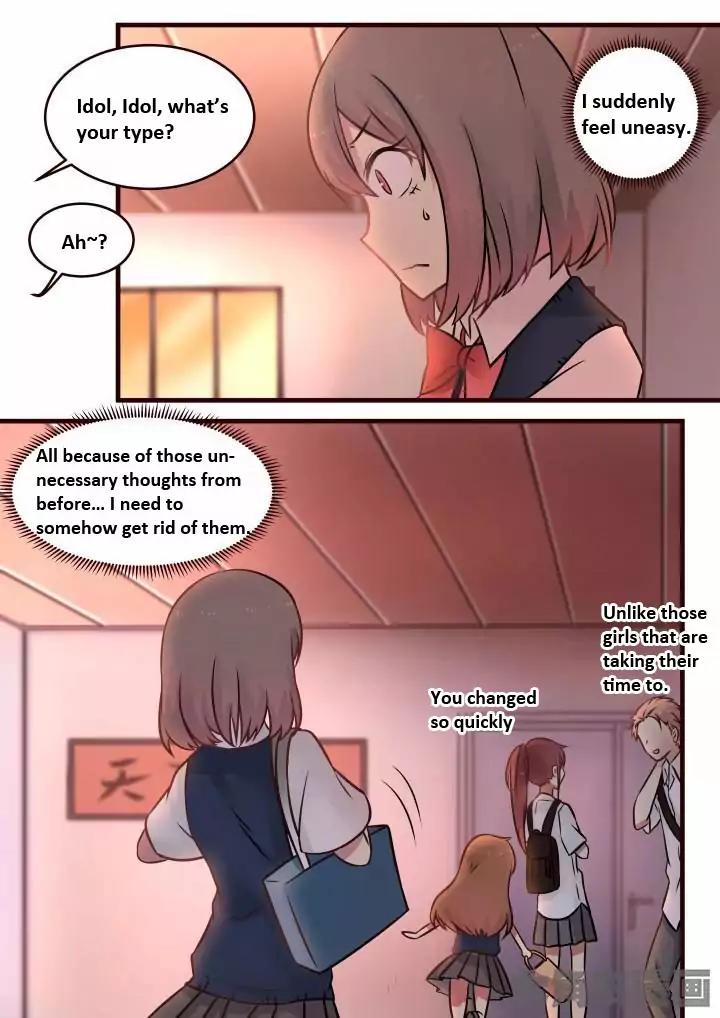 Idol, Idol, what's
your type?
Ah~?
I suddenly
feel uneasy.
All because of those un-
necessary thoughts from
before... I need to
somehow get rid of them.
You changed
so quickly
Unlike those
girls that are
taking their
time to.
天
画